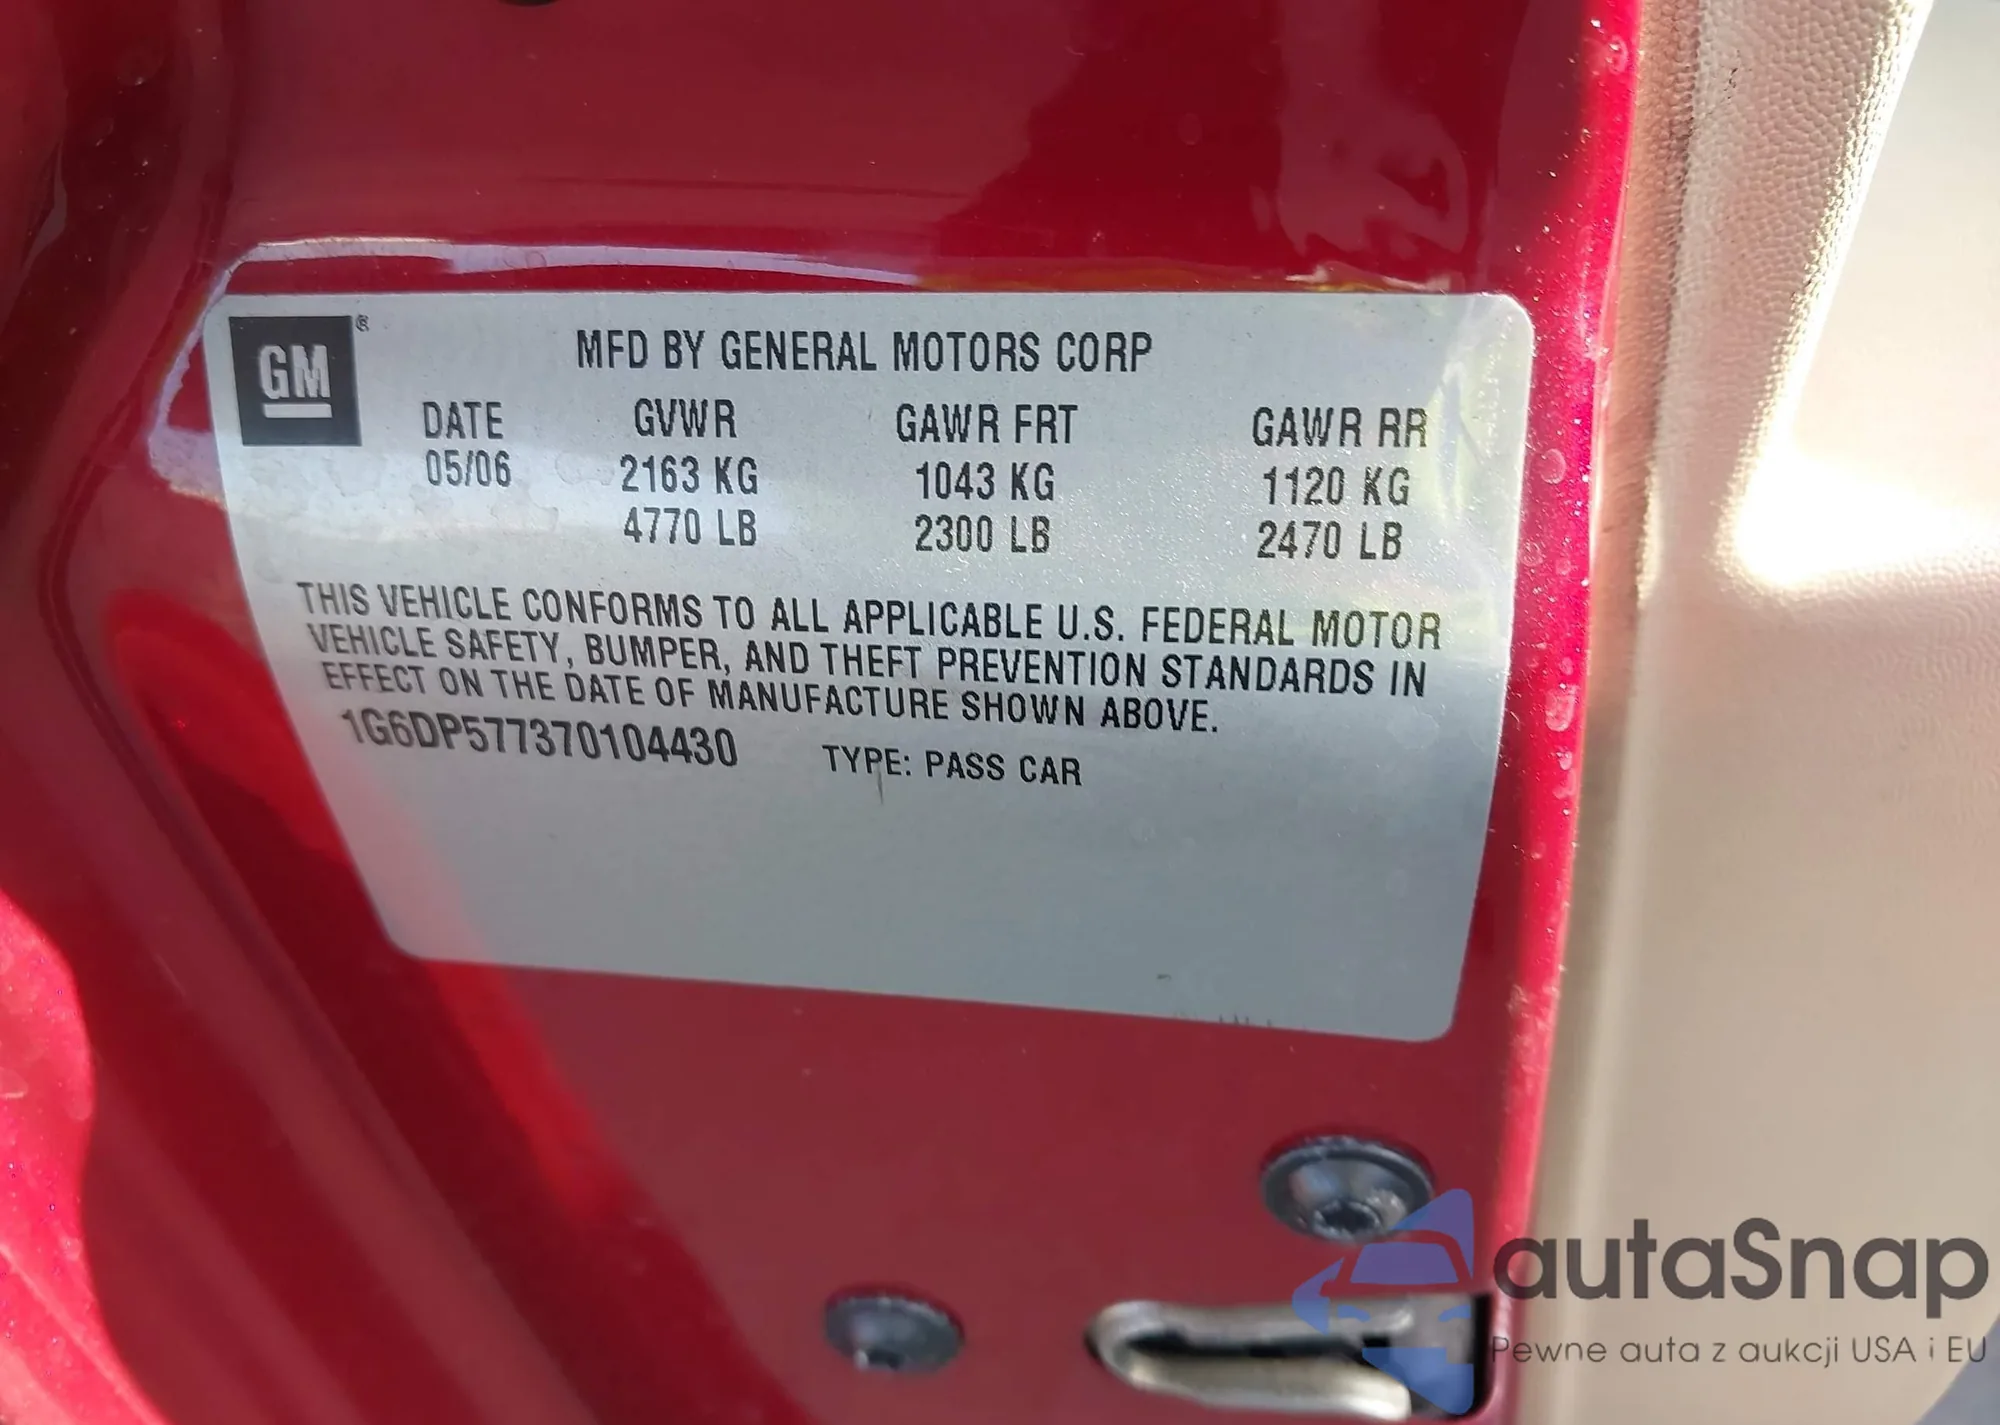 GM ®
MFD BY GENERAL MOTORS CORP
DATE GVWR GAWR FRT GAWR RR
05/06 2163 KG 1043 KG 1120 KG
4770 LB 2300 LB 2470 LB
THIS VEHICLE CONFORMS TO ALL APPLICABLE U.S. FEDERAL MOTOR
VEHICLE SAFETY, BUMPER, AND THEFT PREVENTION STANDARDS IN
EFFECT ON THE DATE OF MANUFACTURE SHOWN ABOVE.
1G6DP577370104430 TYPE: PASS CAR
autaSnap
Pewne auta z aukcji USA i EU